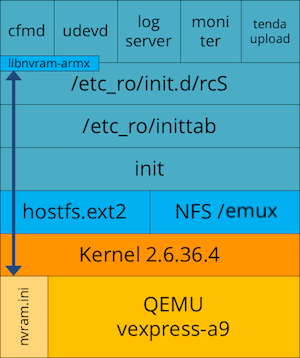 cfmd
udevd
log
server
moni
ter
tenda
upload
libnvram-armx
/etc_ro/init.d/rcS
/etc_ro/inittab
init
hostfs.ext2
NFS /emux
Kernel 2.6.36.4
nvram.ini
QEMU
vexpress-a9